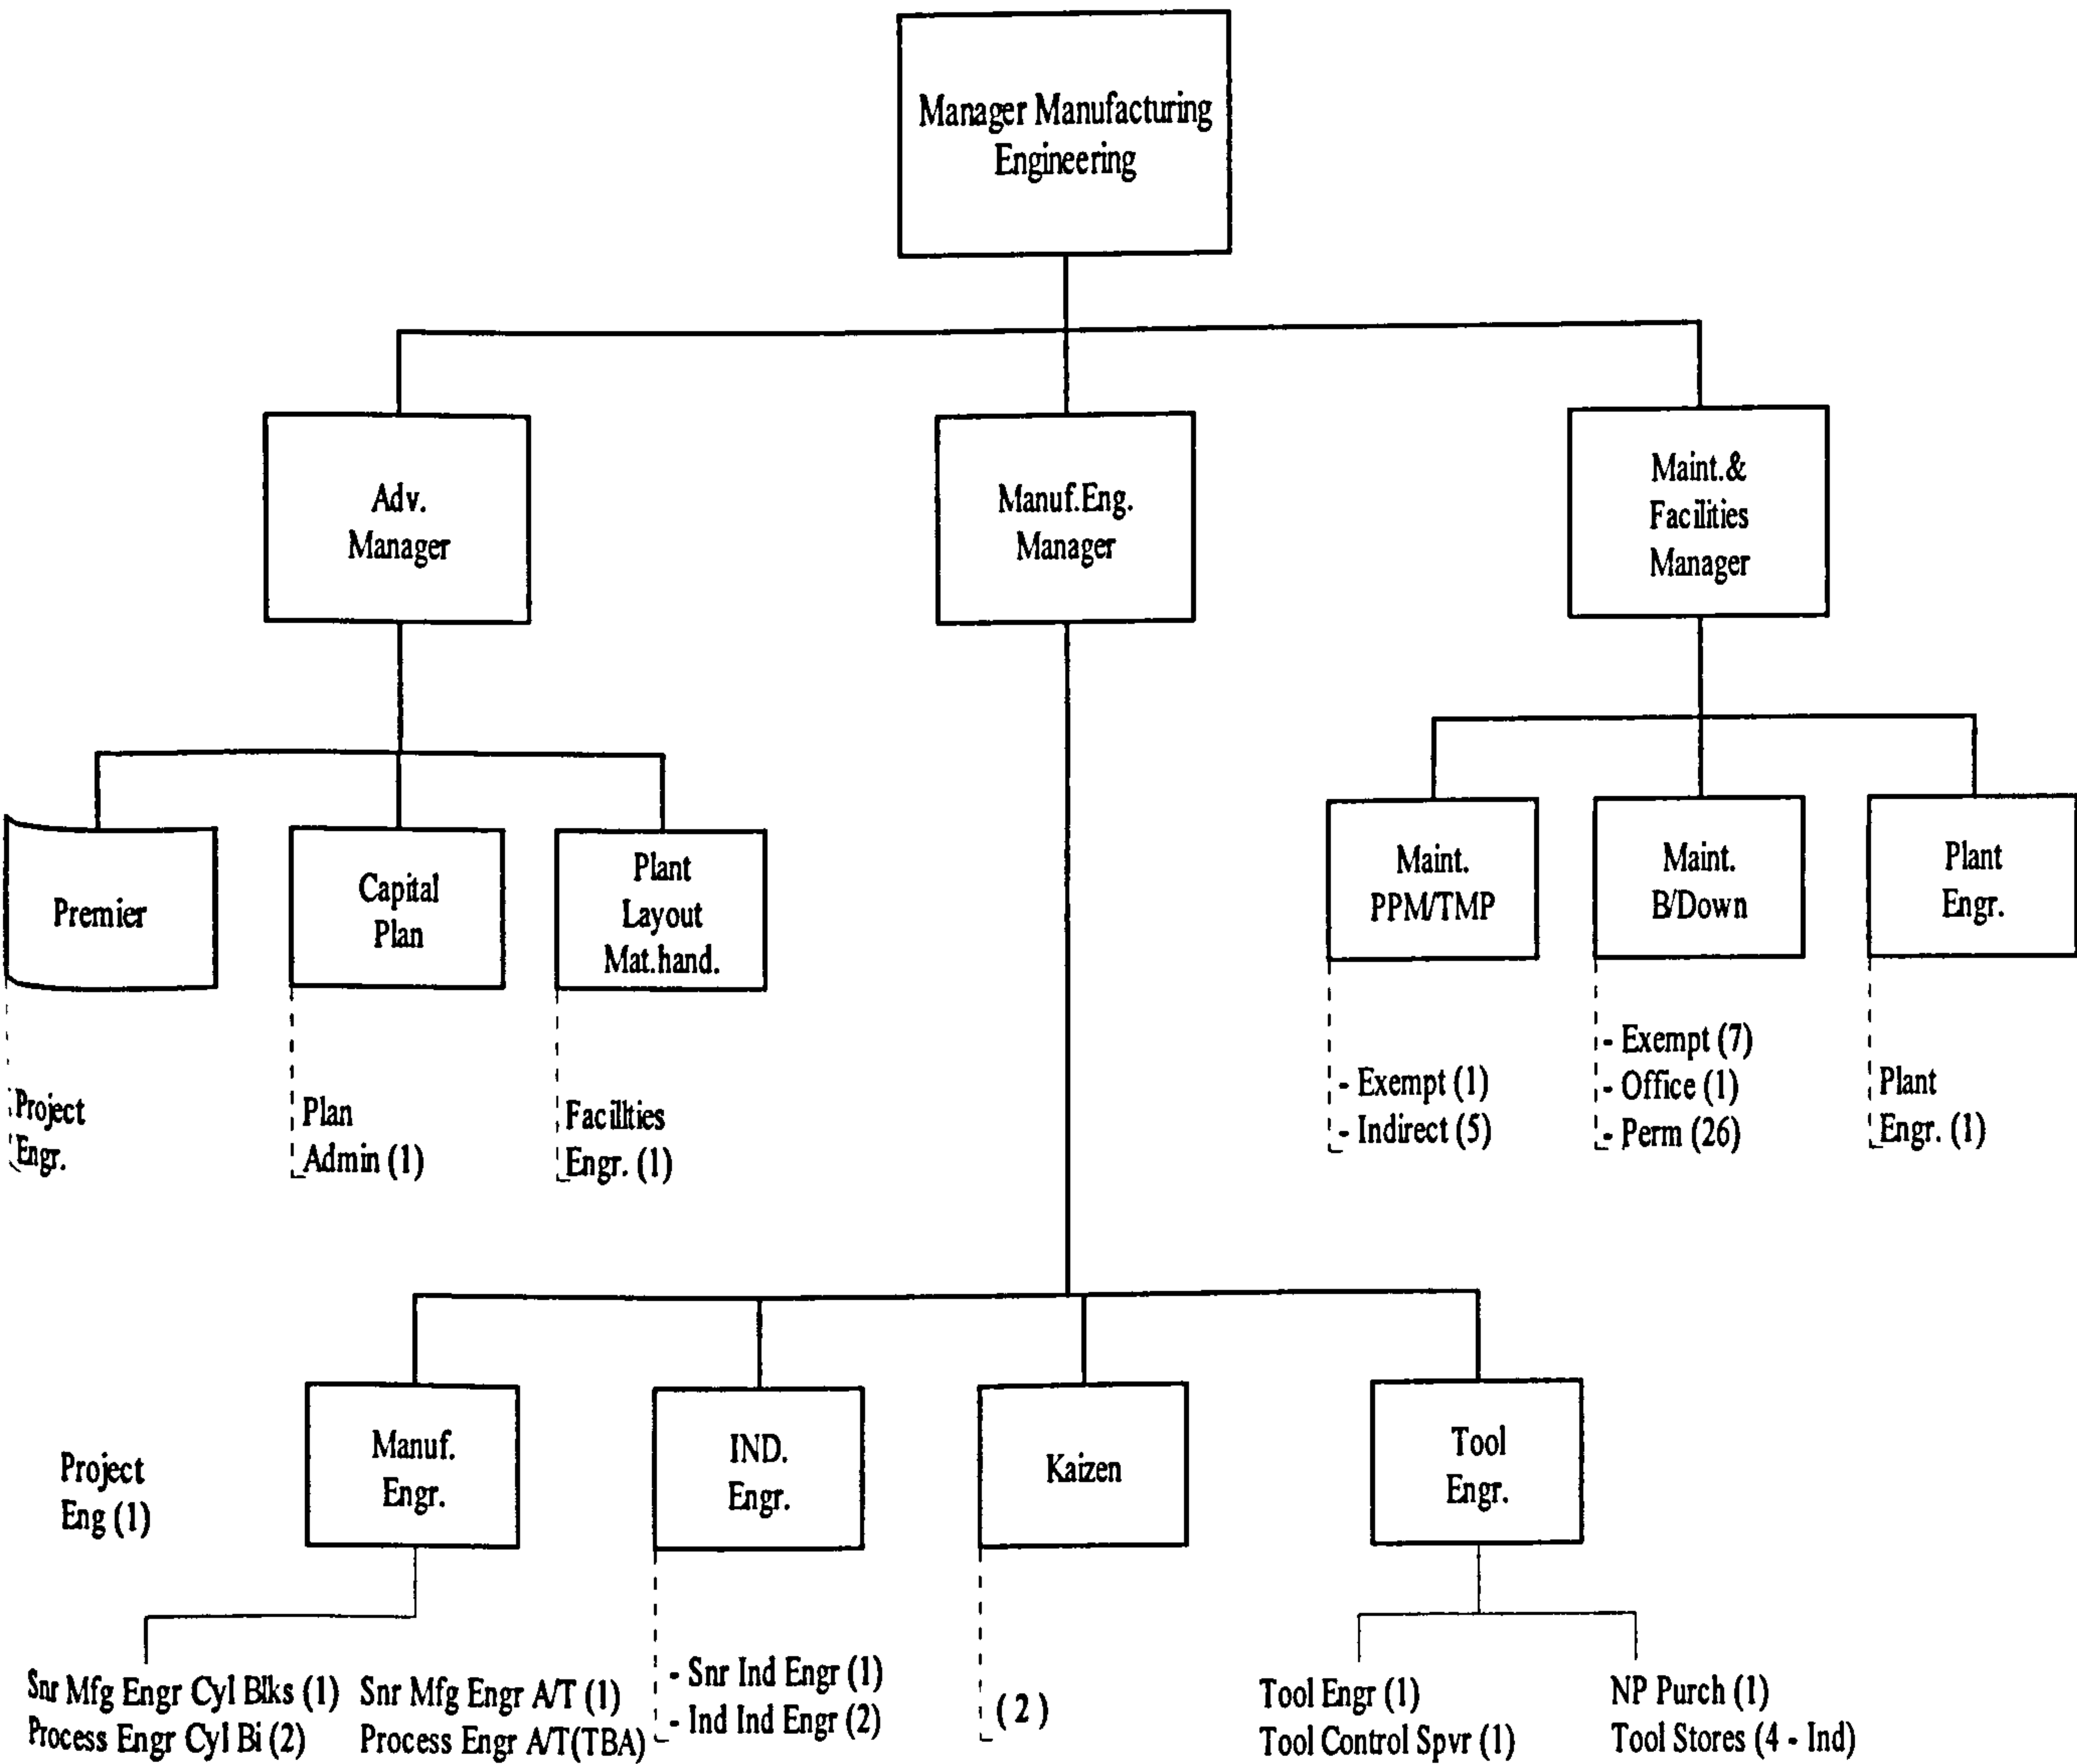 Manager Manufacturing
Engineering
Adv.
Manager
Manuf.Eng.
Manager
Maint.&
Facilities
Manager
Premier
Capital
Plan
Plant
Layout
Mat.hand.
Maint.
PPM/TMP
Maint.
B/Down
Plant
Engr.
Project
Engr.
Plan
Admin (1)
Facilities
Engr. (1)
- Exempt (1)
- Indirect (5)
- Exempt (7)
- Office (1)
- Perm (26)
Plant
Engr. (1)
Project
Eng (1)
Manuf.
Engr.
IND.
Engr.
Kaizen
Tool
Engr.
Snr Mfg Engr Cyl Blks (1)
Process Engr Cyl Bi (2)
Snr Mfg Engr A/T (1)
Process Engr A/T(TBA)
- Snr Ind Engr (1)
- Ind Ind Engr (2)
( 2 )
Tool Engr (1)
Tool Control Spvr (1)
NP Purch (1)
Tool Stores (4 - Ind)